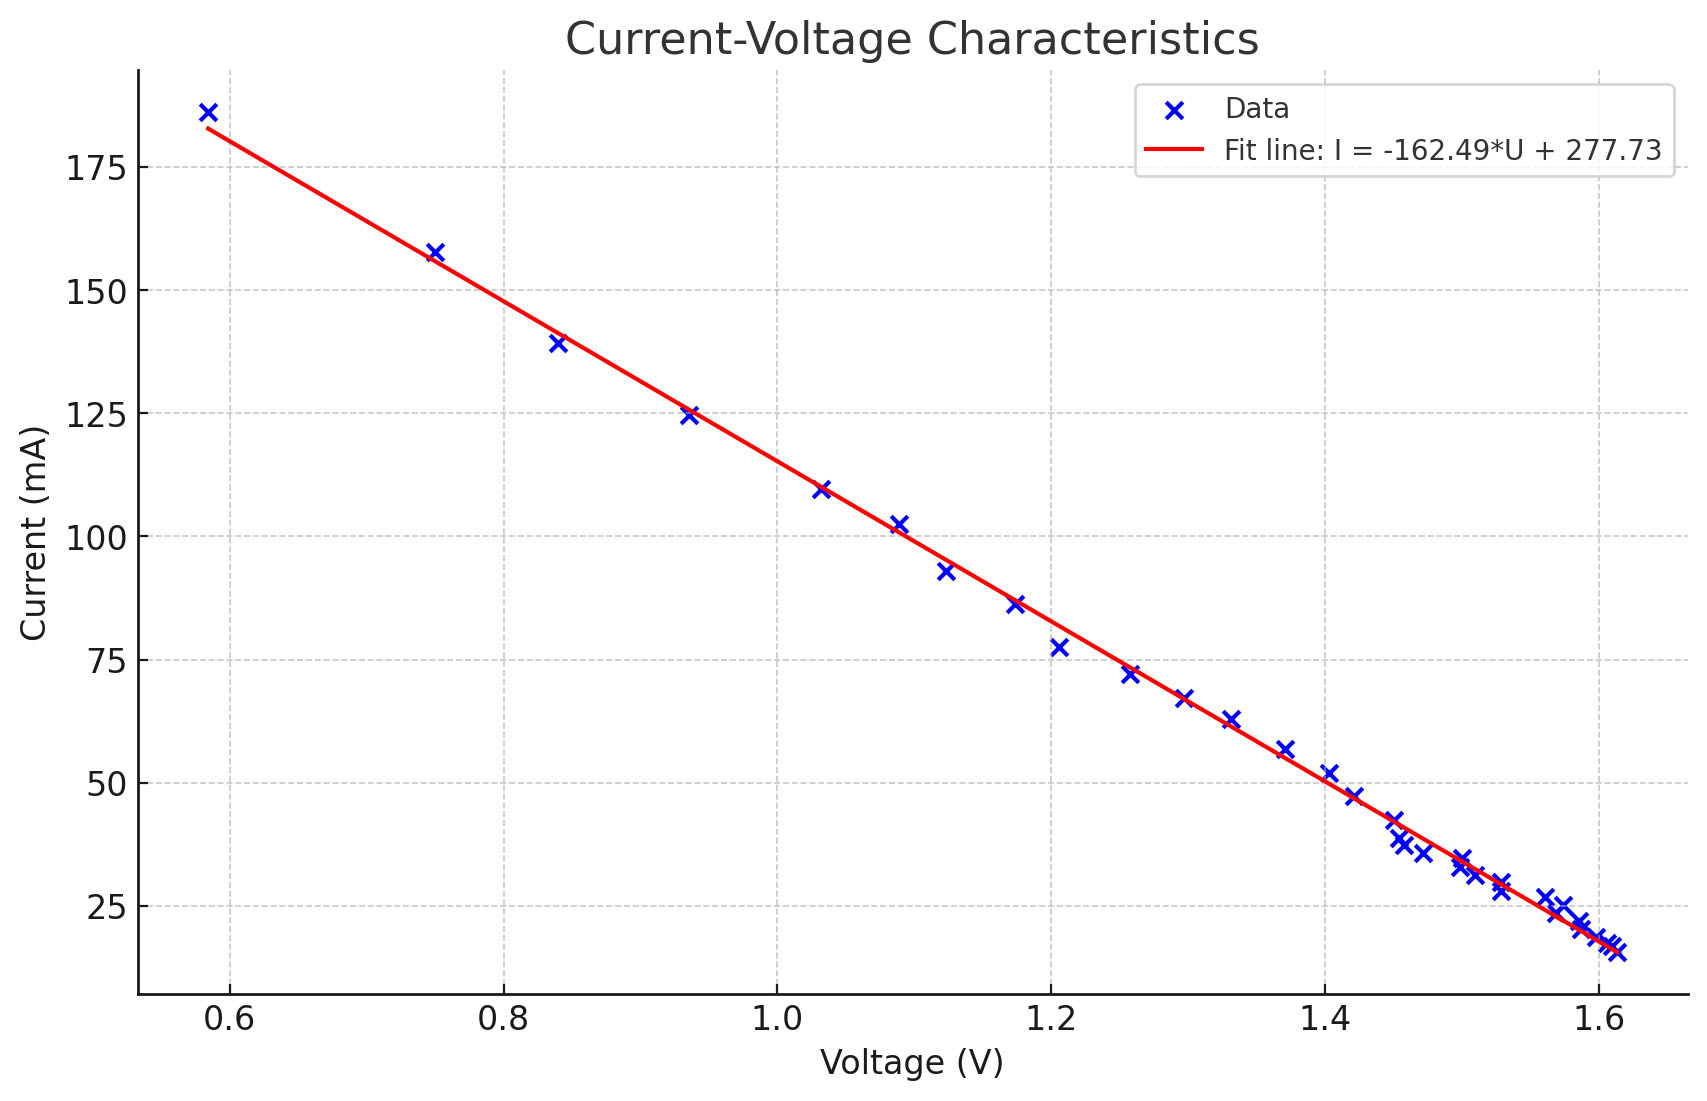 Current-Voltage Characteristics
Data
Fit line: I = -162.49*U + 277.73
Current (mA)
175
150
125
100
75
50
25
0.6 0.8 1.0 1.2 1.4 1.6
Voltage (V)